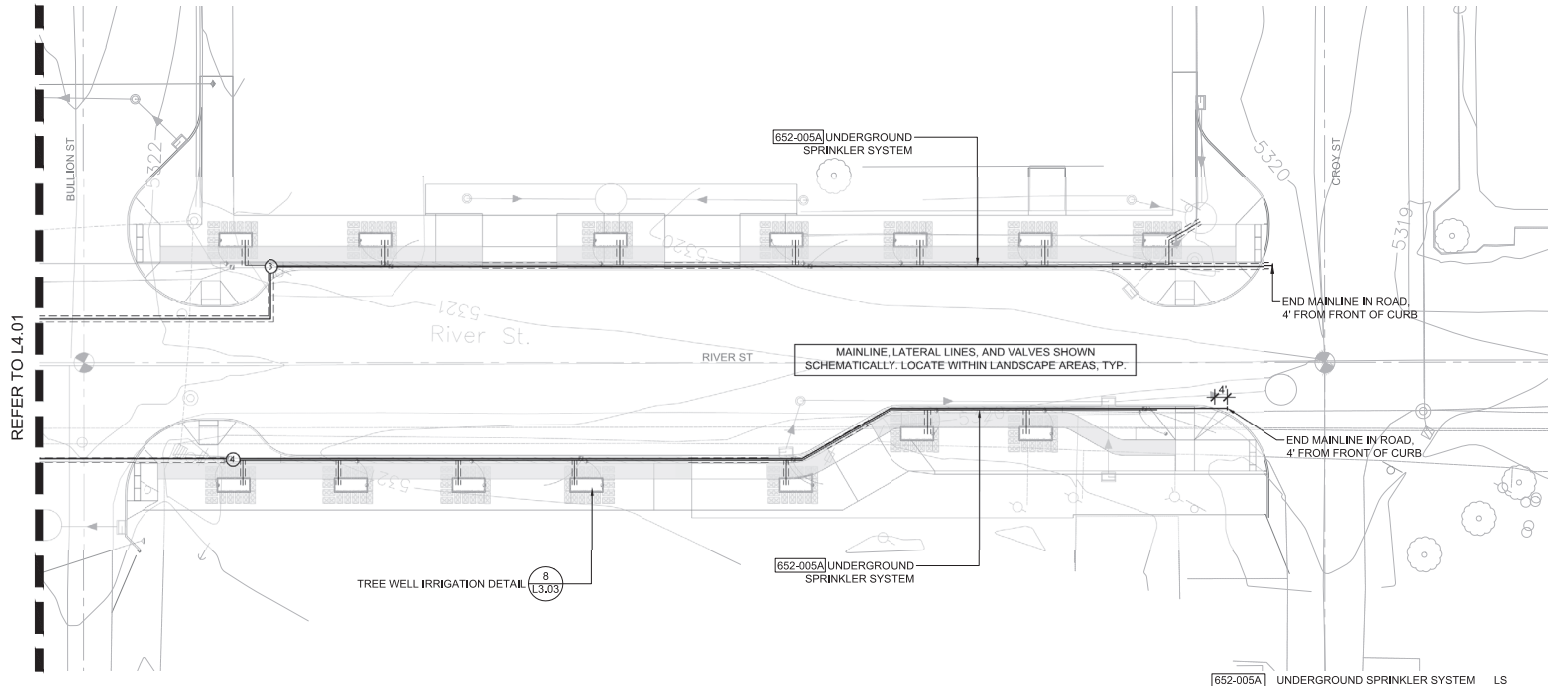 652-005A UNDERGROUND
SPRINKLER SYSTEM
BULLION ST
5322
5320
CROY ST
5319
5320
3
END MAINLINE IN ROAD,
4' FROM FRONT OF CURB
5321
River St.
RIVER ST
MAINLINE, LATERAL LINES, AND VALVES SHOWN
SCHEMATICALLY. LOCATE WITHIN LANDSCAPE AREAS, TYP.
REFER TO L4.01
4'
END MAINLINE IN ROAD,
4' FROM FRONT OF CURB
4
652-005A UNDERGROUND
SPRINKLER SYSTEM
TREE WELL IRRIGATION DETAIL
8
L3.03
652-005A UNDERGROUND SPRINKLER SYSTEM LS